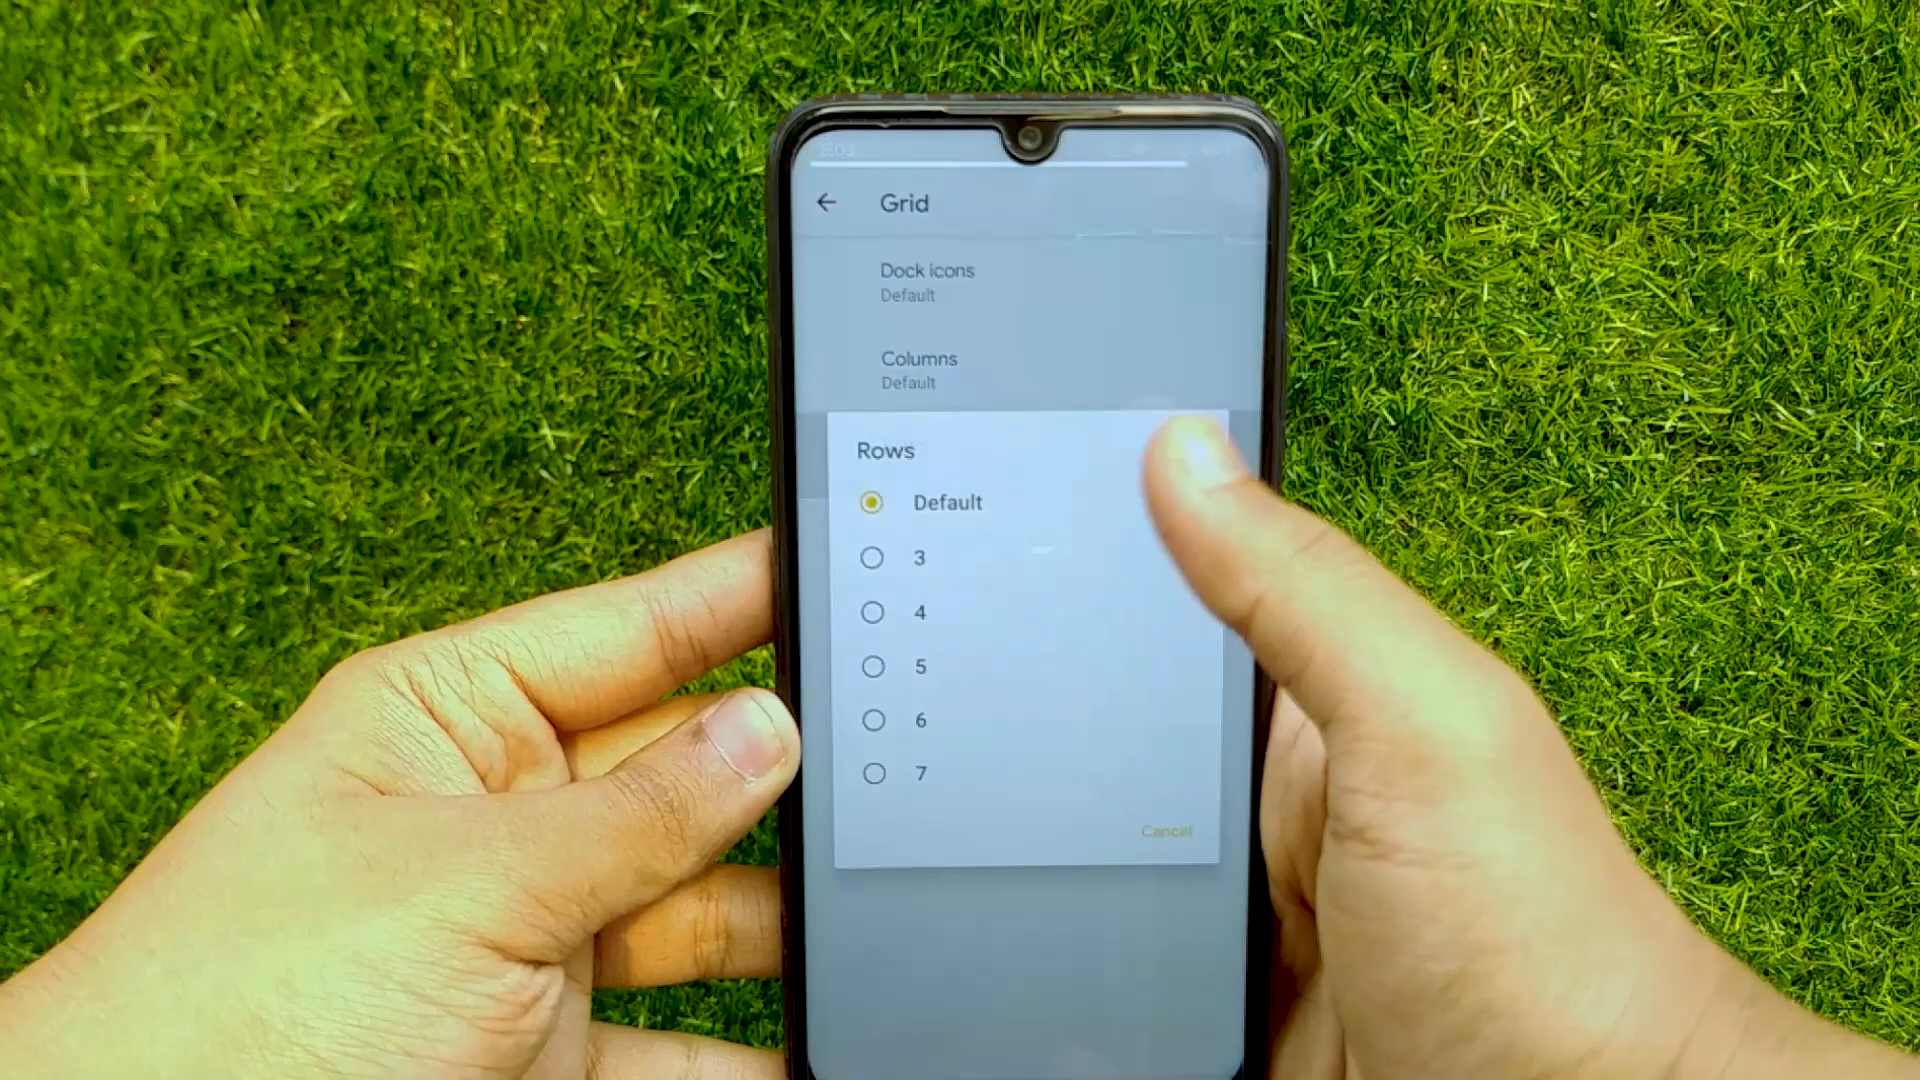 Grid
Dock icons
Default
Columns
Default
Rows
Default
3
4
5
6
7
Cancel